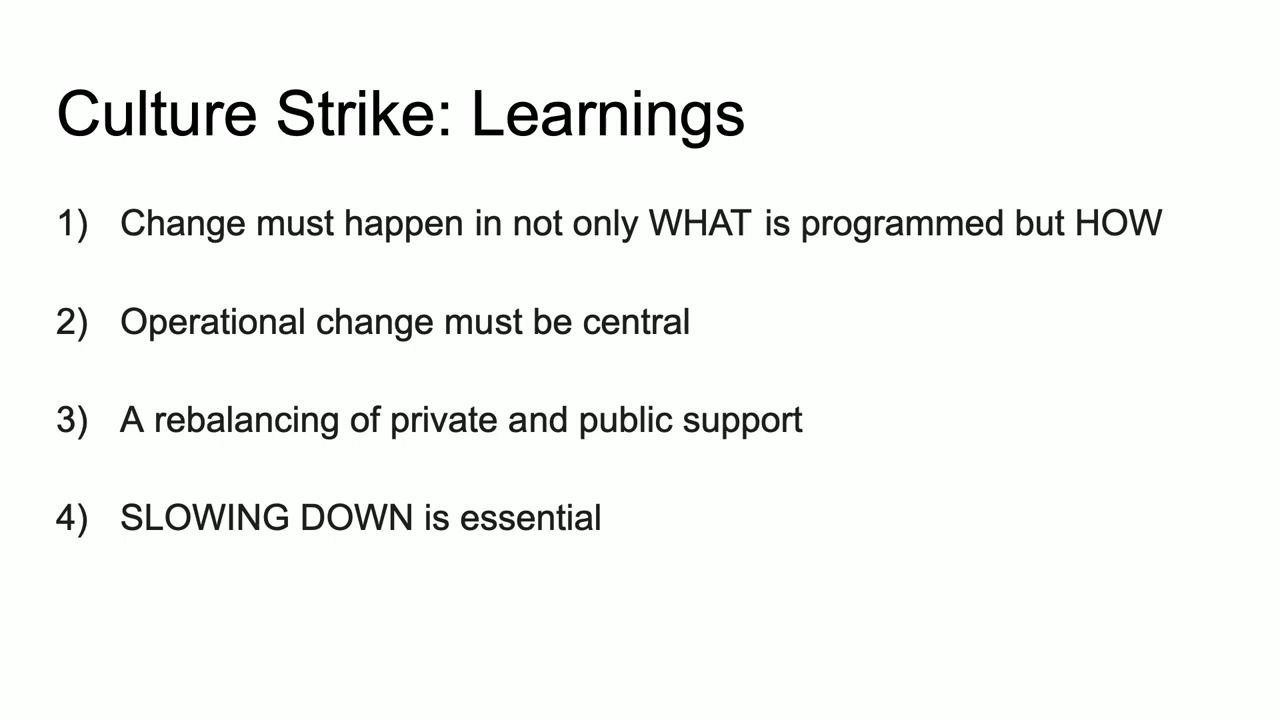 Culture Strike: Learnings
1) Change must happen in not only WHAT is programmed but HOW
2) Operational change must be central
3) A rebalancing of private and public support
4) SLOWING DOWN is essential